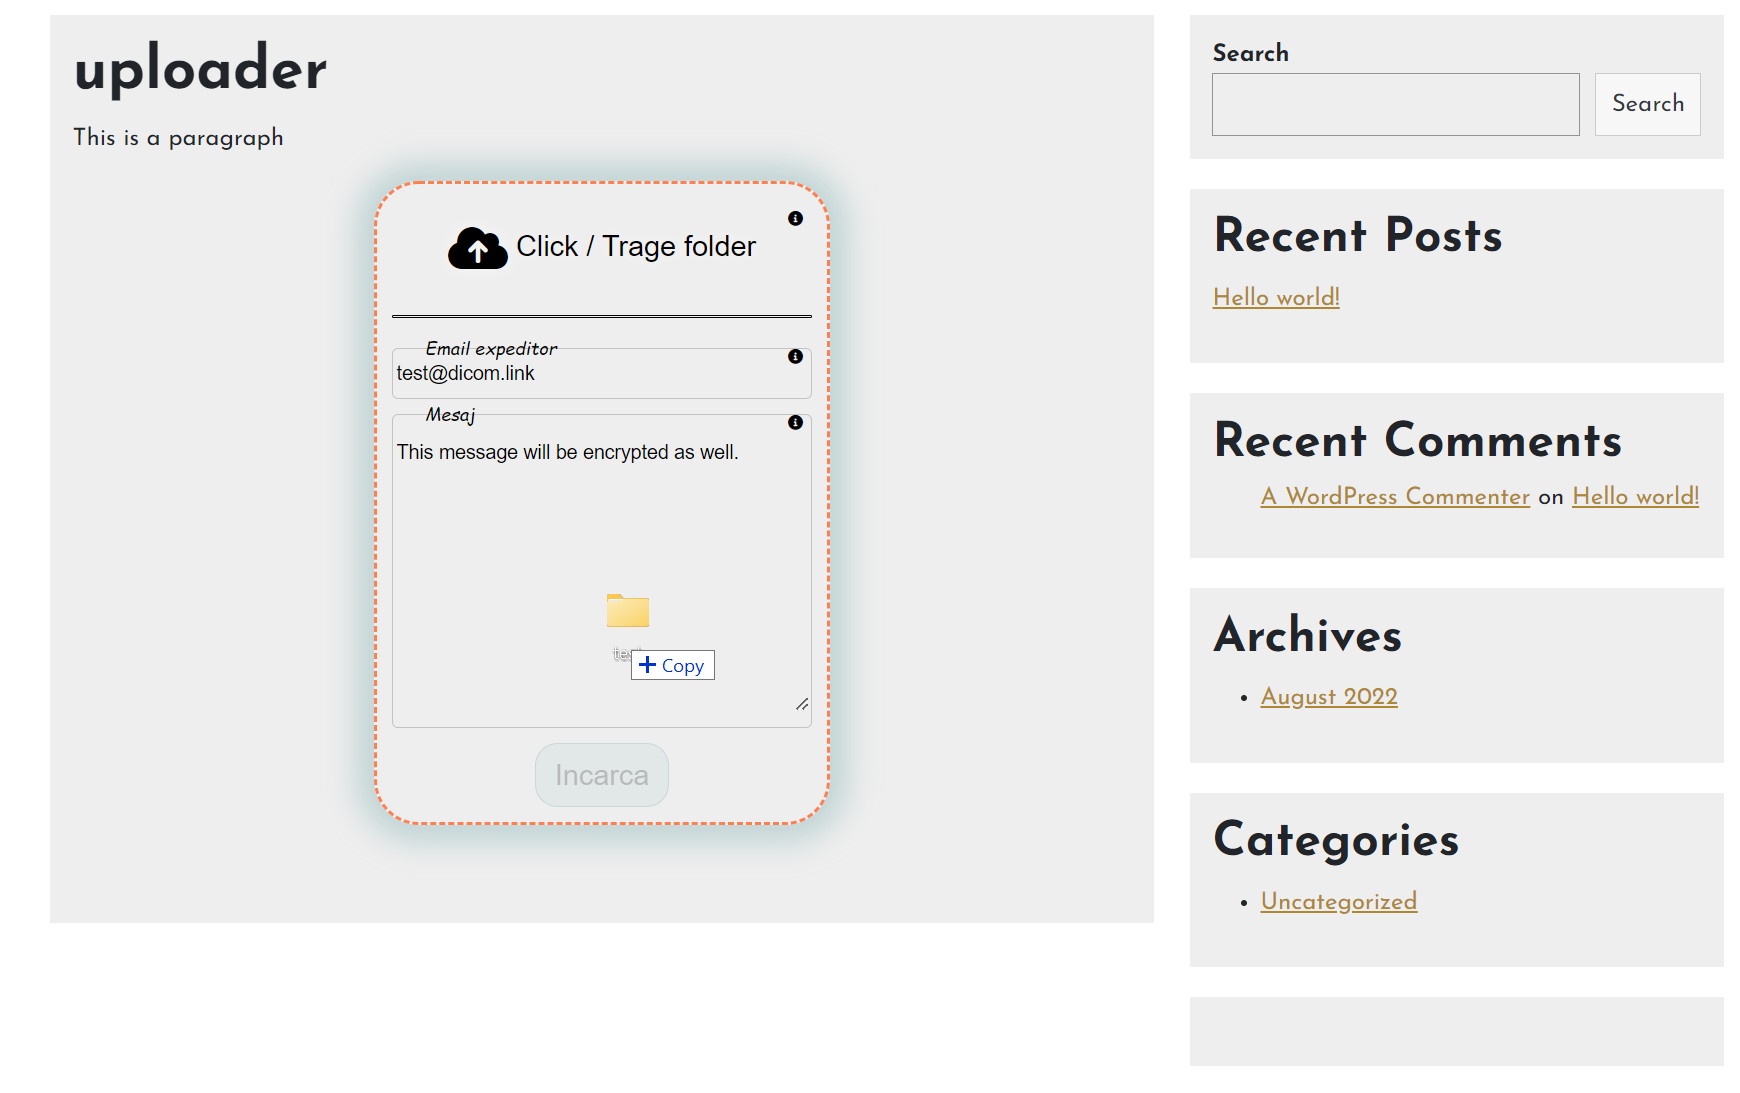 uploader
This is a paragraph
Click / Trage folder
Email expeditor
test@dicom.link
Mesaj
This message will be encrypted as well.
Copy
Incarca
Search
Search
Recent Posts
Hello world!
Recent Comments
A WordPress Commenter on Hello world!
Archives
August 2022
Categories
Uncategorized